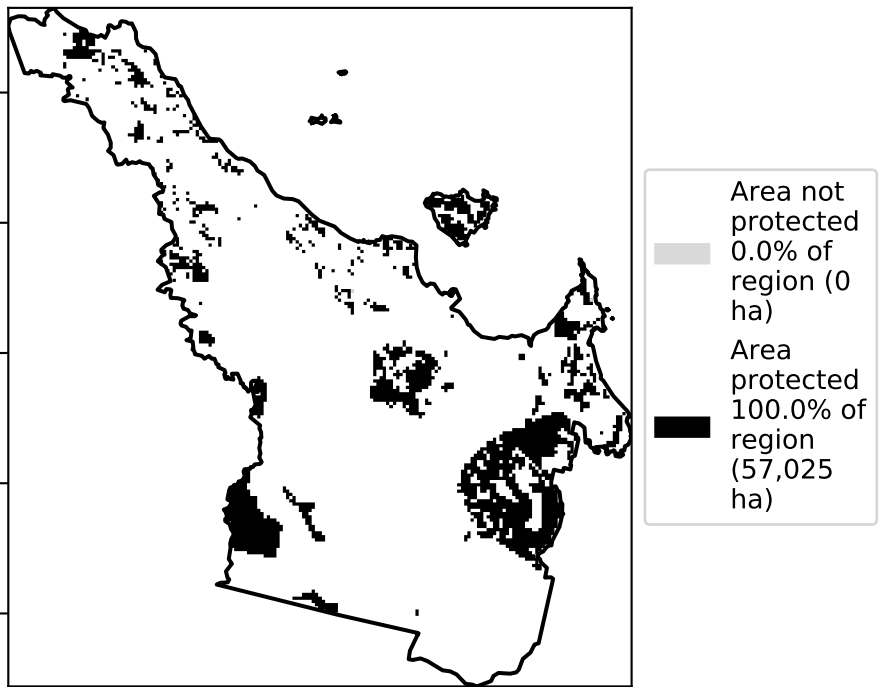 Area not
protected
0.0% of
region (0
ha)
Area
protected
100.0% of
region
(57,025
ha)